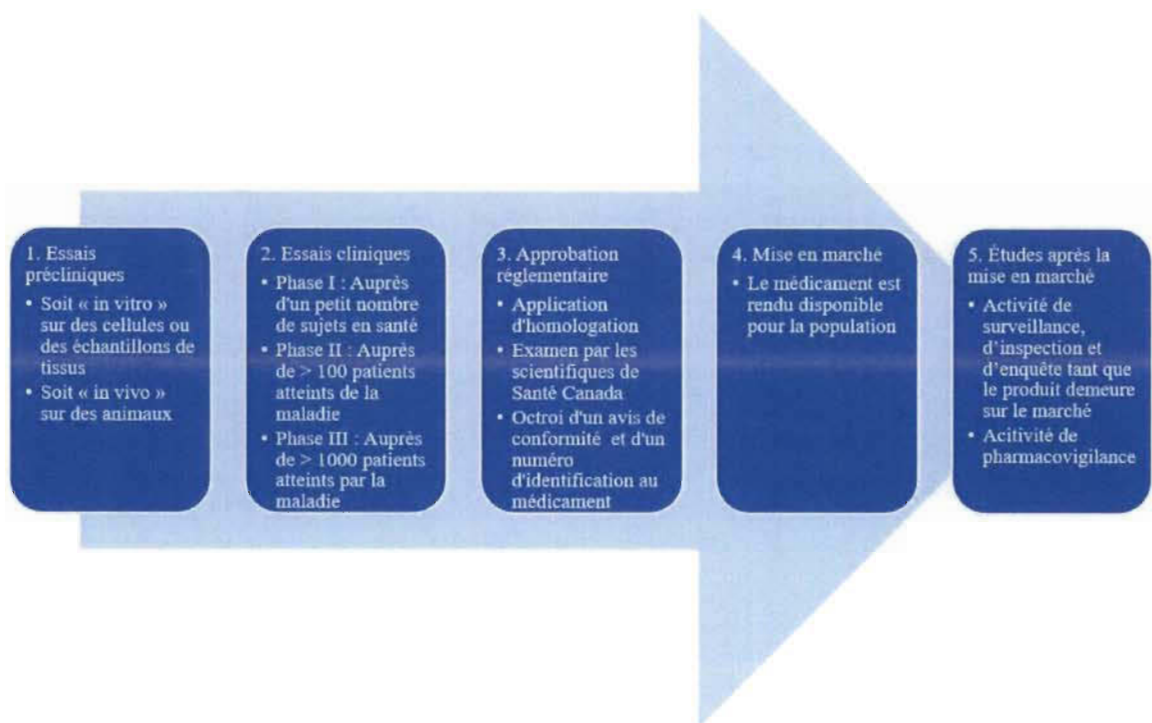 1. Essais
précliniques
• Soit « in vitro »
sur des cellules ou
des échantillons de
tissus
• Soit « in vivo »
sur des animaux
2. Essais cliniques
• Phase I : Auprès
d'un petit nombre
de sujets en santé
• Phase II : Auprès
de > 100 patients
atteints de la
maladie
• Phase III : Auprès
de > 1000 patients
atteints par la
maladie
3. Approbation
réglementaire
• Application
d'homologation
• Examen par les
scientifiques de
Santé Canada
• Octroi d'un avis de
conformité et d'un
numéro
d'identification au
médicament
4. Mise en marché
• Le médicament est
rendu disponible
pour la population
5. Études après la
mise en marché
• Activité de
surveillance,
d'inspection et
d'enquête tant que
le produit demeure
sur le marché
• Acitivité de
pharmacovigilance